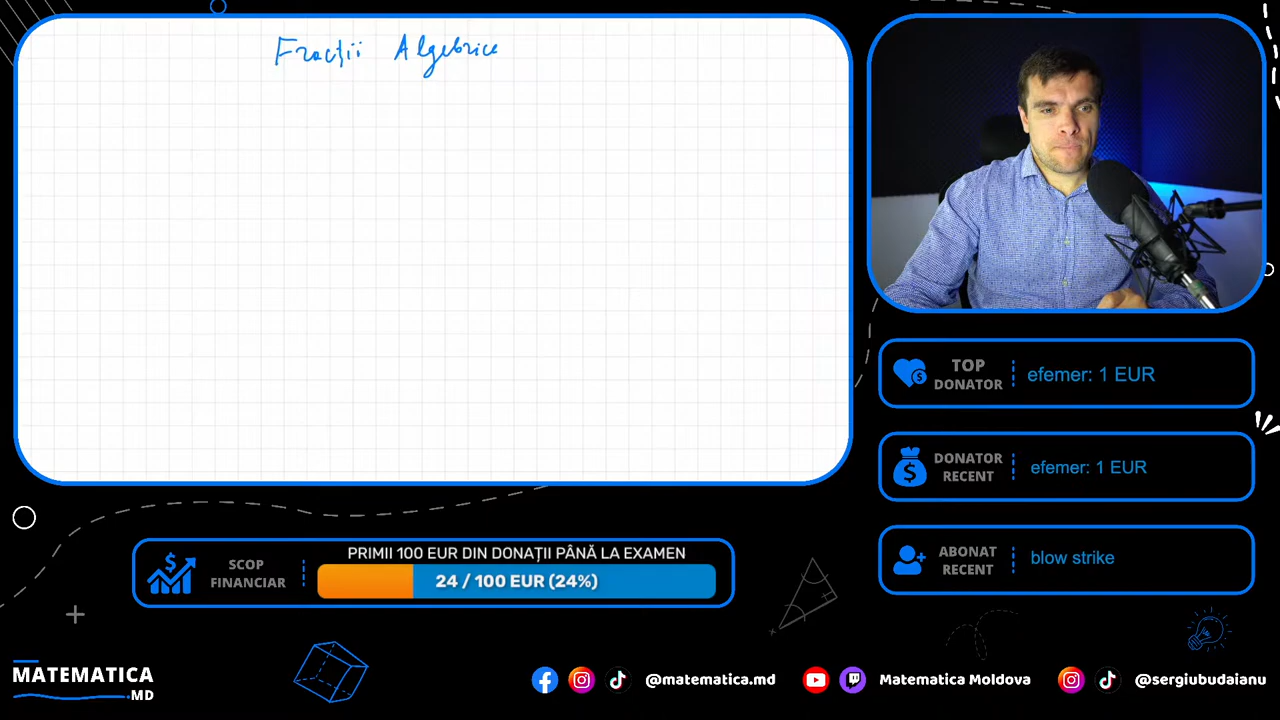 Fracții Algebrice
TOP
DONATOR
efemer: 1 EUR
DONATOR
RECENT
efemer: 1 EUR
ABONAT
RECENT
blow strike
SCOP
FINANCIAR
PRIMII 100 EUR DIN DONAȚII PÂNĂ LA EXAMEN
24 / 100 EUR (24%)
MATEMATICA
.MD
@matematica.md
Matematica Moldova
@sergiubudaianu